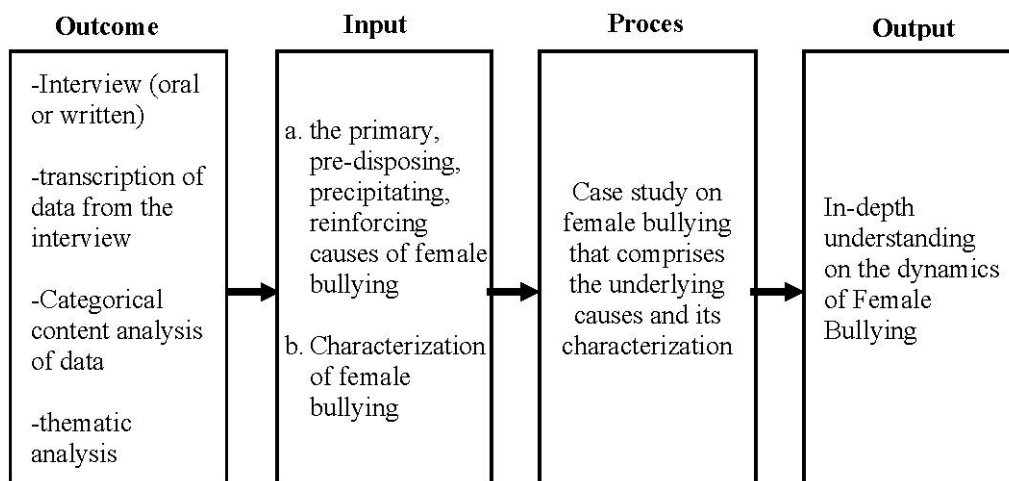 Outcome
-Interview (oral
or written)
-transcription of
data from the
interview
-Categorical
content analysis
of data
-thematic
analysis
Input
a. the primary,
pre-disposing,
precipitating,
reinforcing
causes of female
bullying
b. Characterization
of female
bullying
Proces
Case study on
female bullying
that comprises
the underlying
causes and its
characterization
Output
In-depth
understanding
on the dynamics
of Female
Bullying